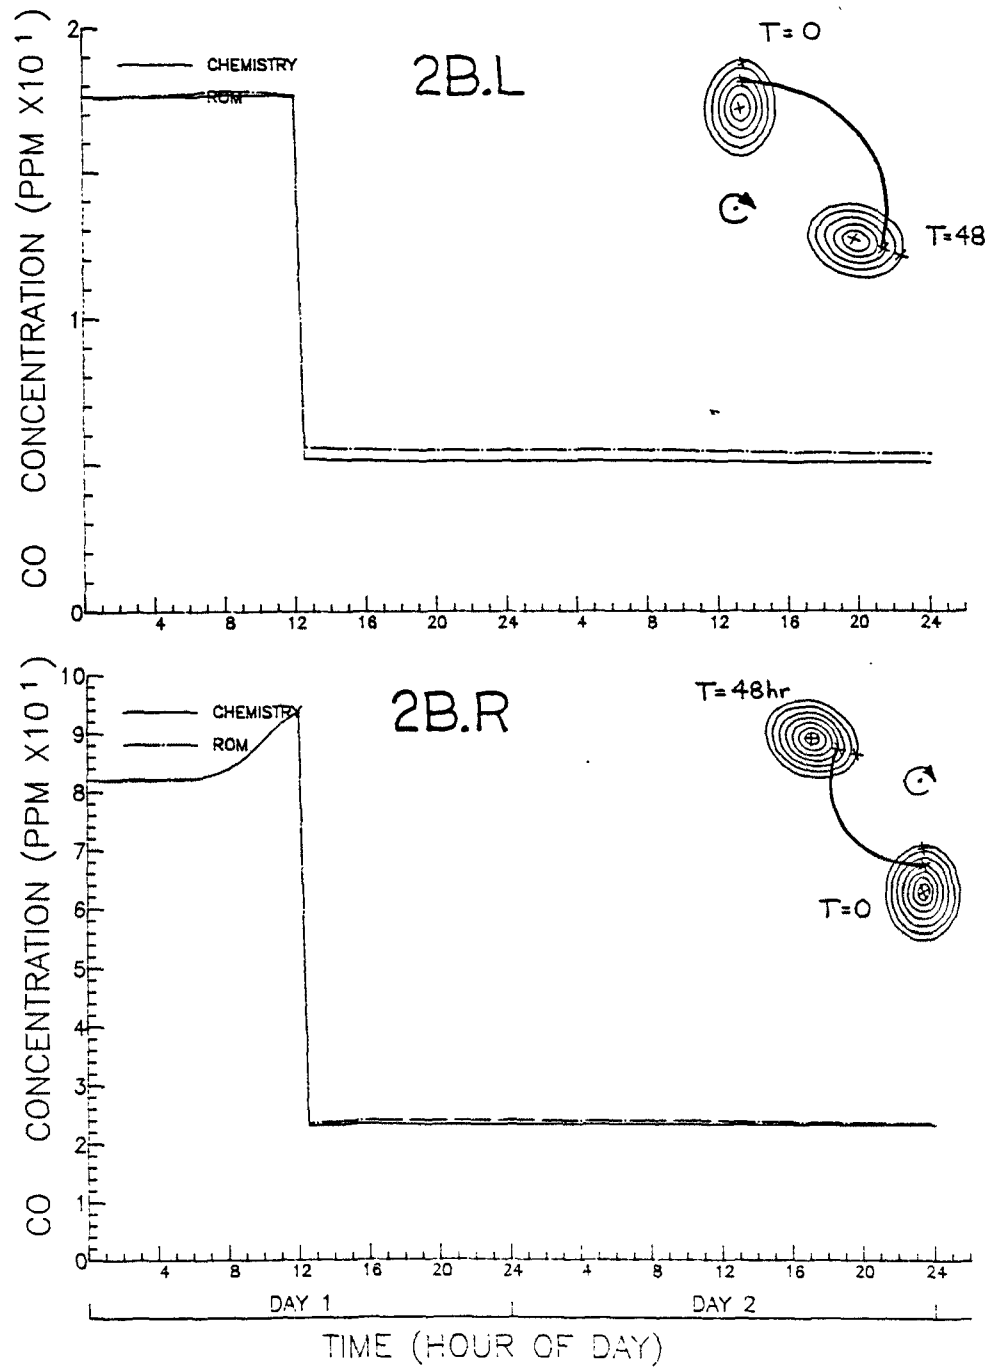 CO CONCENTRATION (PPM X10 1)
2
1
0
CHEMISTRY
ROM
2B.L
T=0
T=48
4 8 12 16 20 24 4 8 12 16 20 24
CO CONCENTRATION (PPM X10 1)
10
9
8
7
6
5
4
3
2
1
0
CHEMISTRY
ROM
2B.R
T=48hr
T=0
4 8 12 16 20 24 4 8 12 16 20 24
DAY 1 DAY 2
TIME (HOUR OF DAY)